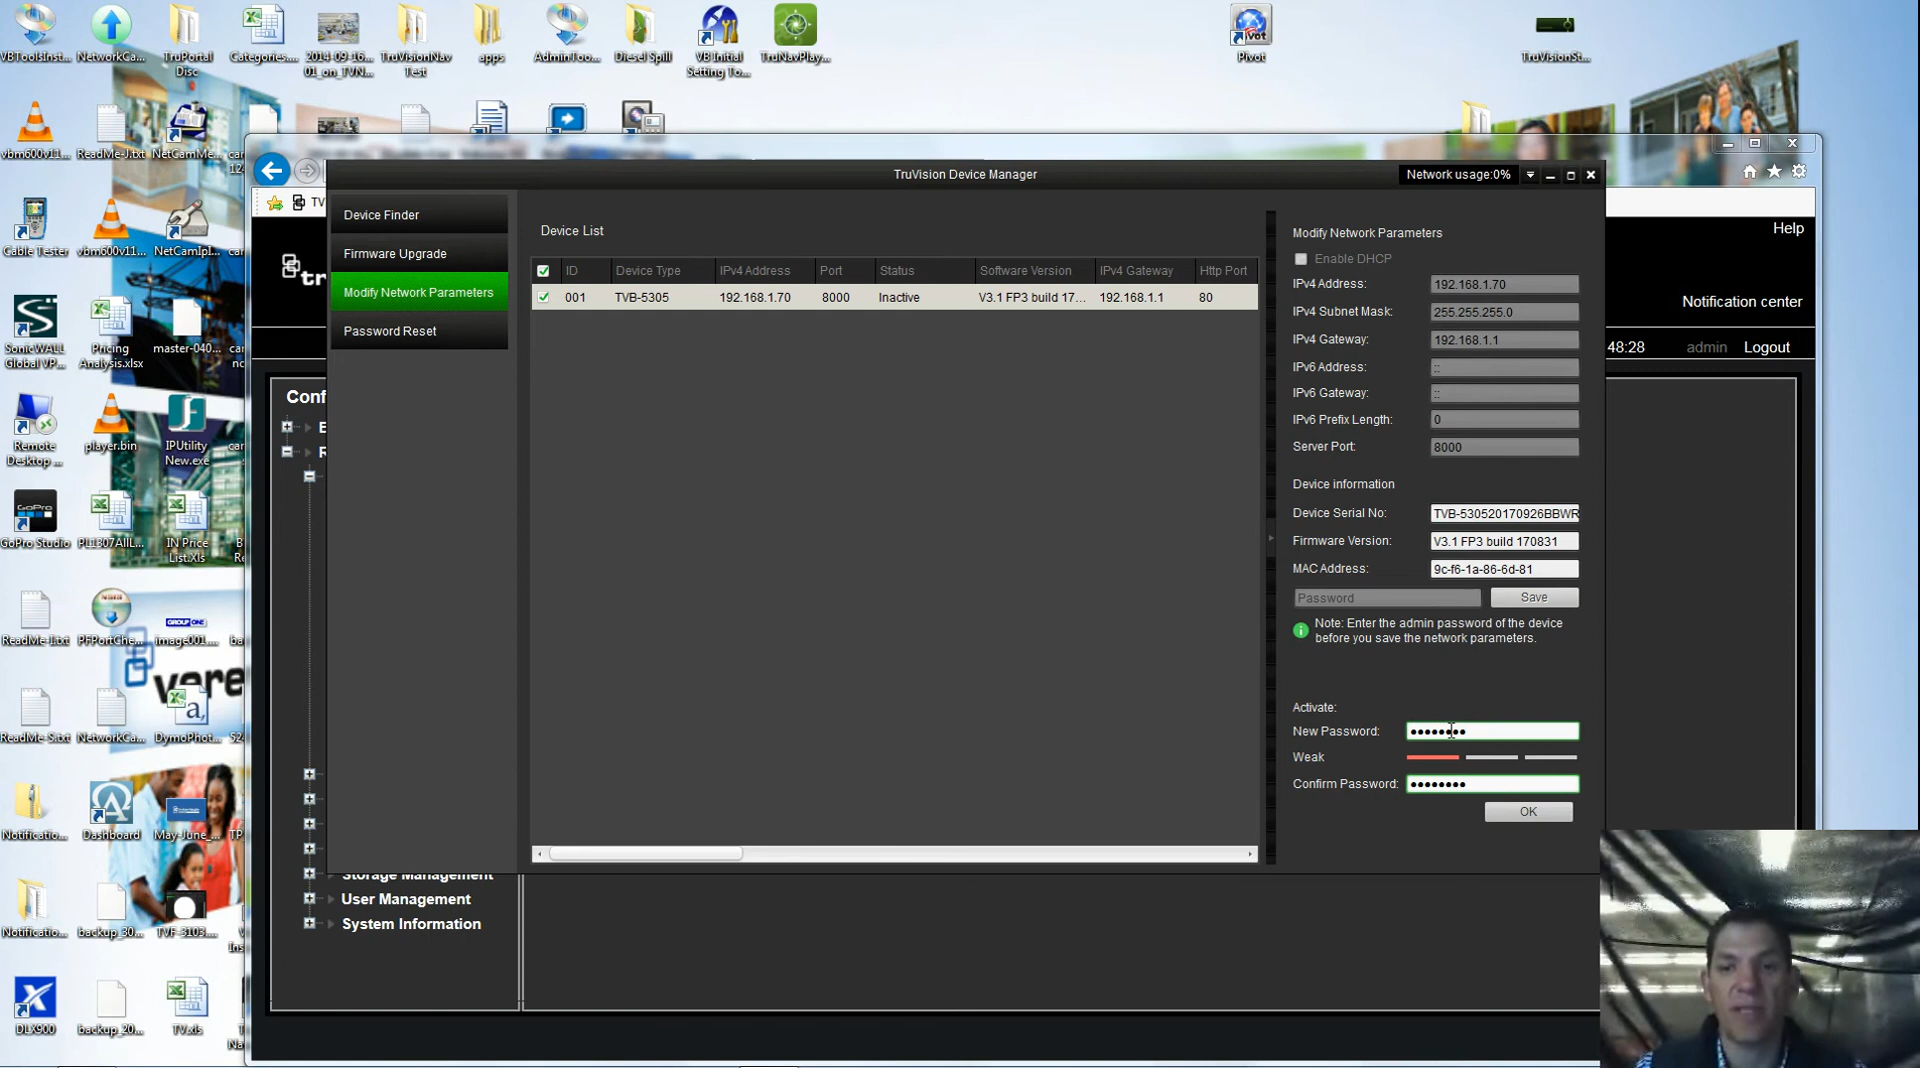 VBToolsInst...
NetworkCa...
TruPortal
Disc
Categories....
2014-09-16...
01_on_TVN...
TruVisionNav
Test
apps
AdminToo...
Diesel Spill
VB Initial
Setting To...
TruNavPlay...
Pivot
TruVisionSt...
vbm600v11...
ReadMe-J.txt
NetCamMe...
Cable Tester
vbm600v11...
NetCamIpI...
SonicWALL
Global VP...
Pricing
Analysis.xlsx
master-040...
Remote
Desktop ...
player.bin
IPUtility
New.exe
GoPro
GoPro Studio
PL1307AllL...
IN Price
List.Xls
ReadMe-I.txt
PFPortChe...
GROUP ONE
image001....
vere
ReadMe-S.txt
NetworkCa...
DymoPhot...
Notificatio...
Dashboard
May-June_...
Notificatio...
backup_30...
TVF-3103....
DLX900
backup_20...
TV.xls
TV
tr
Help
Notification center
48:28 admin Logout
Conf
TruVision Device Manager
Network usage:0%
Device Finder
Firmware Upgrade
Modify Network Parameters
Password Reset
Device List
ID Device Type IPv4 Address Port Status Software Version IPv4 Gateway Http Port
001 TVB-5305 192.168.1.70 8000 Inactive V3.1 FP3 build 17... 192.168.1.1 80
Modify Network Parameters
Enable DHCP
IPv4 Address: 192.168.1.70
IPv4 Subnet Mask: 255.255.255.0
IPv4 Gateway: 192.168.1.1
IPv6 Address: ::
IPv6 Gateway: ::
IPv6 Prefix Length: 0
Server Port: 8000
Device information
Device Serial No: TVB-530520170926BBWR
Firmware Version: V3.1 FP3 build 170831
MAC Address: 9c-f6-1a-86-6d-81
Password Save
Note: Enter the admin password of the device
before you save the network parameters.
Activate:
New Password: ●●●●●●●●
Weak
Confirm Password: ●●●●●●●●
OK
Storage Management
User Management
System Information